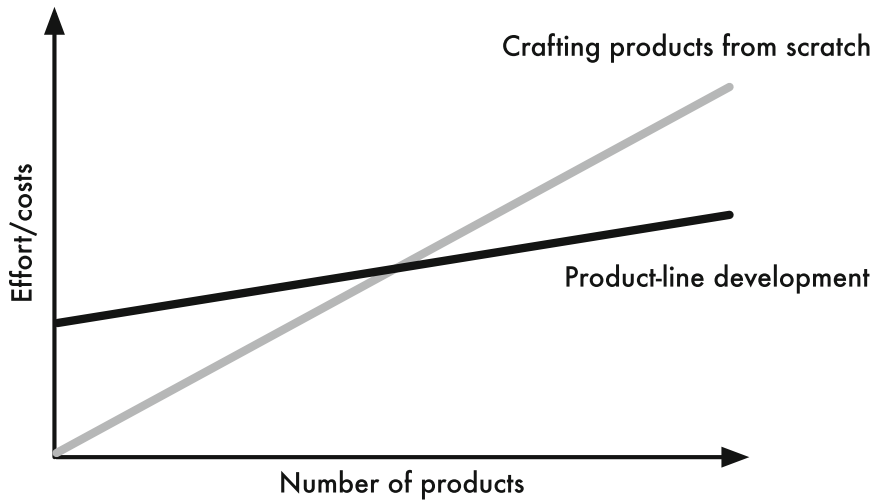 Crafting products from scratch
Effort/costs
Product-line development
Number of products